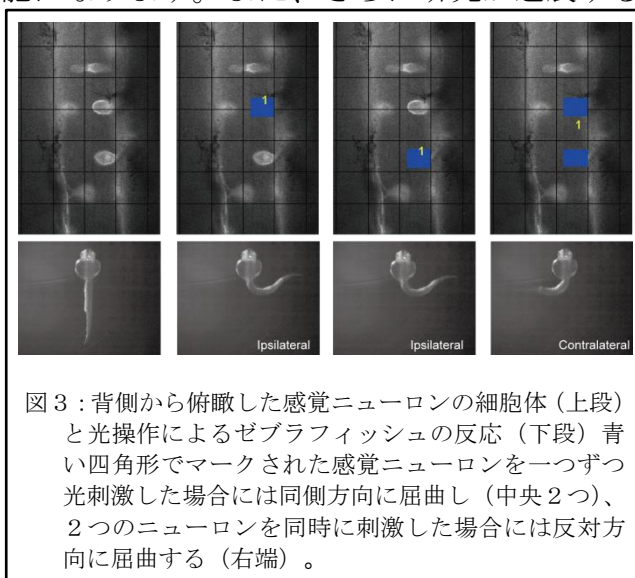 1
1
1
Ipsilateral
Ipsilateral
Contralateral
図3：背側から俯瞰した感覚ニューロンの細胞体（上段）
と光操作によるゼブラフィッシュの反応（下段）青
い四角形でマークされた感覚ニューロンを一つずつ
光刺激した場合には同側方向に屈曲し（中央2つ）、
２つのニューロンを同時に刺激した場合には反対方
向に屈曲する（右端）。